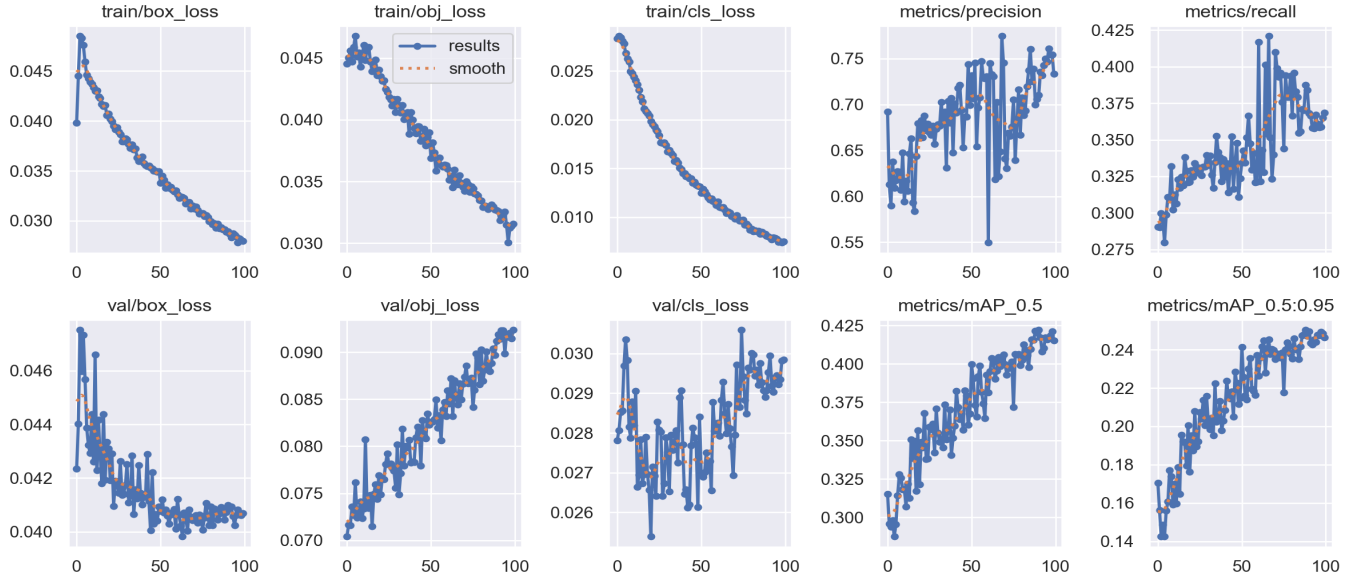 train/box_loss
0.045
0.040
0.035
0.030
0 50 100
train/obj_loss
results
smooth
0.045
0.040
0.035
0.030
0 50 100
train/cls_loss
0.025
0.020
0.015
0.010
0 50 100
metrics/precision
0.75
0.70
0.65
0.60
0.55
0 50 100
metrics/recall
0.425
0.400
0.375
0.350
0.325
0.300
0.275
0 50 100
val/box_loss
0.046
0.044
0.042
0.040
0 50 100
val/obj_loss
0.090
0.085
0.080
0.075
0.070
0 50 100
val/cls_loss
0.030
0.029
0.028
0.027
0.026
0 50 100
metrics/mAP_0.5
0.425
0.400
0.375
0.350
0.325
0.300
0 50 100
metrics/mAP_0.5:0.95
0.24
0.22
0.20
0.18
0.16
0.14
0 50 100